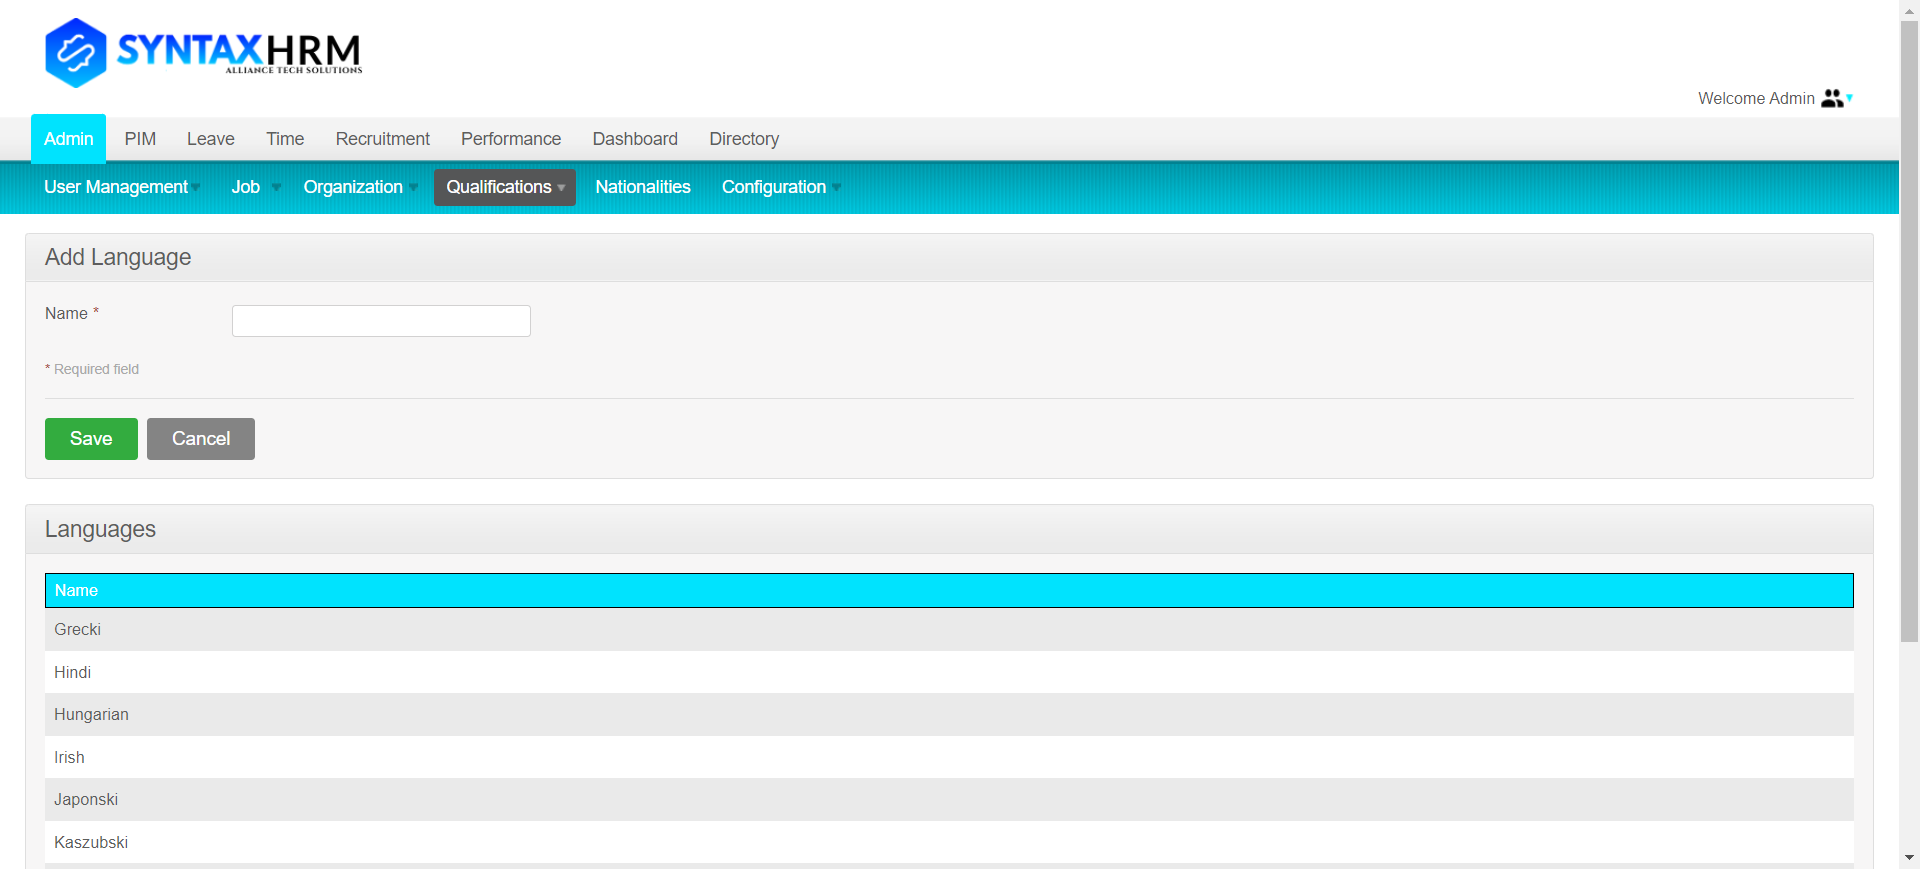 SYNTAXHRM
ALLIANCE TECH SOLUTIONS
Welcome Admin
Admin PIM Leave Time Recruitment Performance Dashboard Directory
User Management Job Organization Qualifications Nationalities Configuration
Add Language
Name *
* Required field
Save Cancel
Languages
Name
Grecki
Hindi
Hungarian
Irish
Japonski
Kaszubski